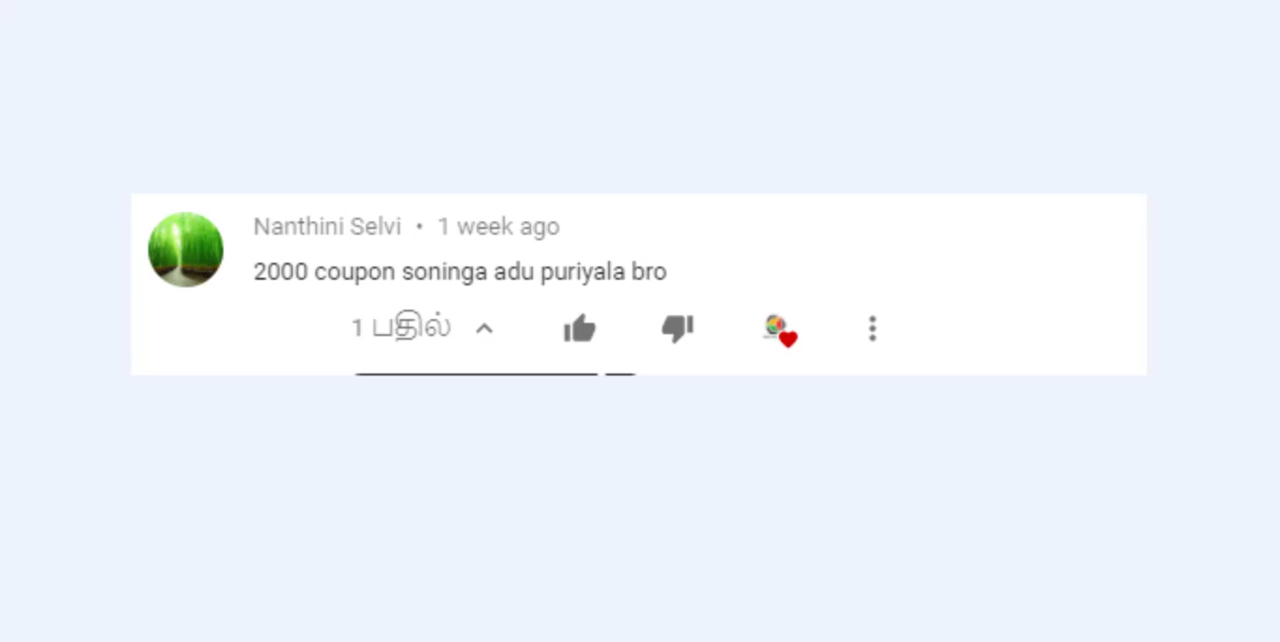 Nanthini Selvi • 1 week ago
2000 coupon soninga adu puriyala bro
1 பதில்